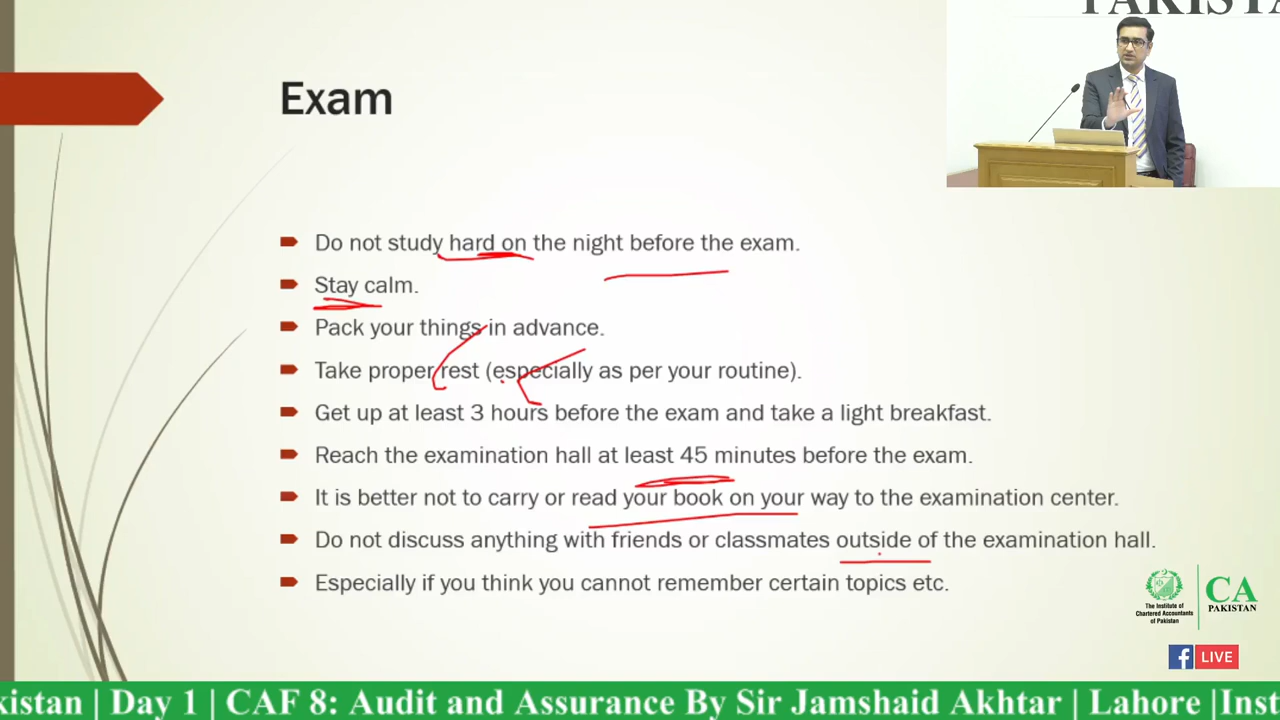 PAKISTA
Exam
Do not study hard on the night before the exam.
Stay calm.
Pack your things in advance.
Take proper rest (especially as per your routine).
Get up at least 3 hours before the exam and take a light breakfast.
Reach the examination hall at least 45 minutes before the exam.
It is better not to carry or read your book on your way to the examination center.
Do not discuss anything with friends or classmates outside of the examination hall.
Especially if you think you cannot remember certain topics etc.
The Institute of
Chartered Accountants
of Pakistan
CA
PAKISTAN
f LIVE
kistan | Day 1 | CAF 8: Audit and Assurance By Sir Jamshaid Akhtar | Lahore |Inst